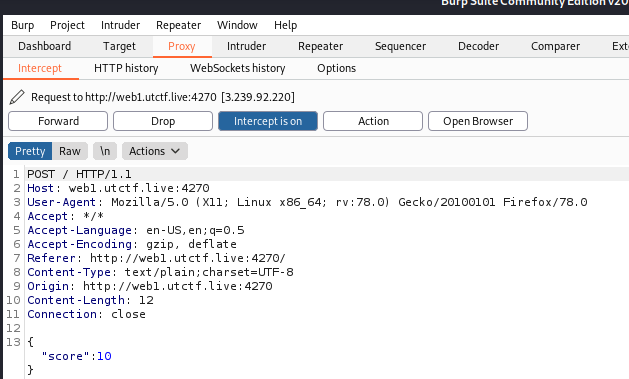 Burp Suite Community Edition v20
Burp Project Intruder Repeater Window Help
Dashboard Target Proxy Intruder Repeater Sequencer Decoder Comparer
Intercept HTTP history WebSockets history Options
Request to http://web1.utctf.live:4270 [3.239.92.220]
Forward Drop Intercept is on Action Open Browser
Pretty Raw \n Actions
1 POST / HTTP/1.1
2 Host: web1.utctf.live:4270
3 User-Agent: Mozilla/5.0 (X11; Linux x86_64; rv:78.0) Gecko/20100101 Firefox/78.0
4 Accept: */*
5 Accept-Language: en-US,en;q=0.5
6 Accept-Encoding: gzip, deflate
7 Referer: http://web1.utctf.live:4270/
8 Content-Type: text/plain;charset=UTF-8
9 Origin: http://web1.utctf.live:4270
10 Content-Length: 12
11 Connection: close
12
13 {
"score":10
}